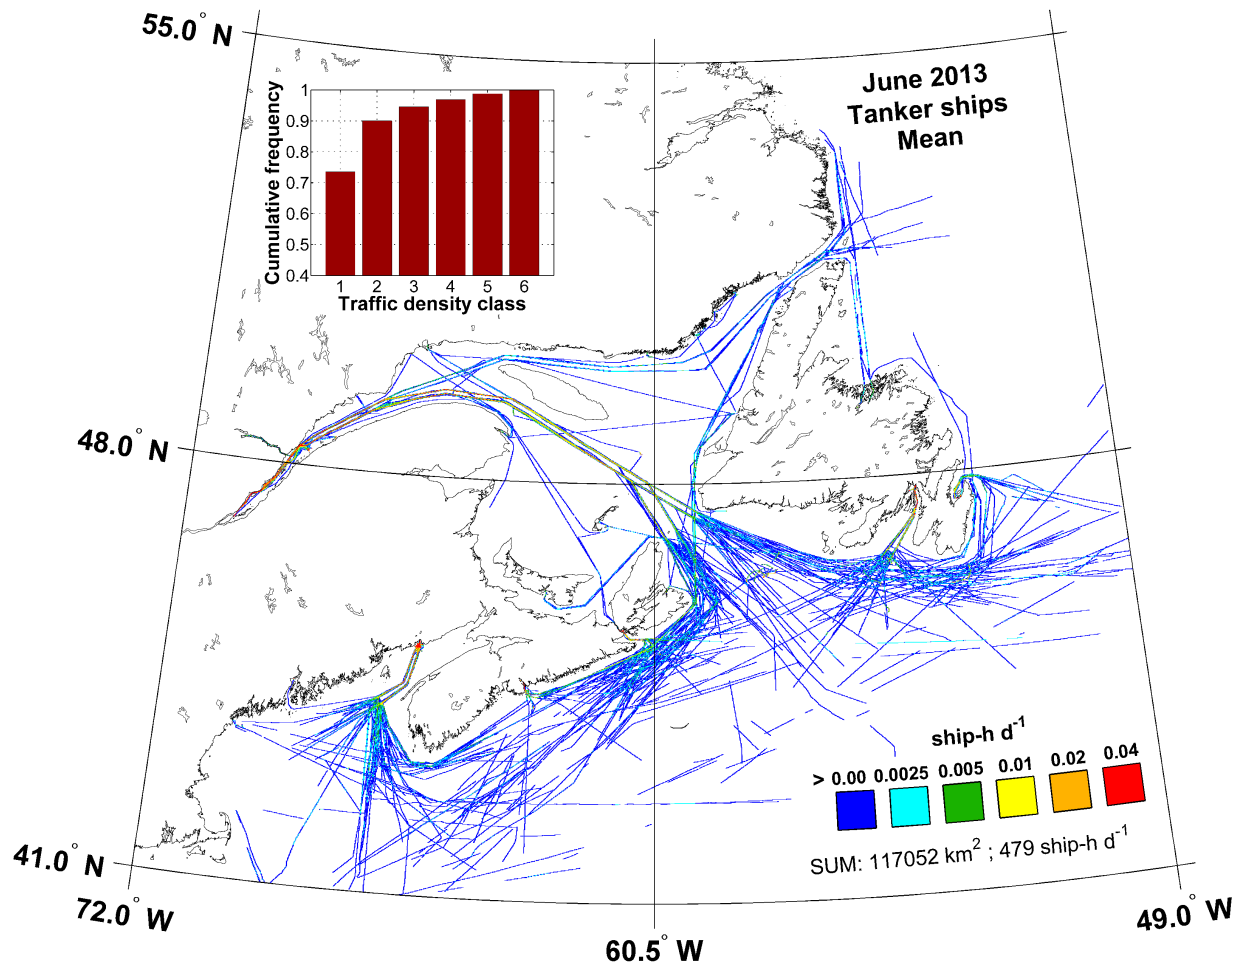 55.0° N
June 2013
Tanker ships
Mean
Cumulative frequency
1
0.9
0.8
0.7
0.6
0.5
0.4
1 2 3 4 5 6
Traffic density class
48.0° N
ship-h d⁻¹
> 0.00 0.0025 0.005 0.01 0.02 0.04
SUM: 117052 km² ; 479 ship-h d⁻¹
41.0° N
72.0° W
60.5° W
49.0° W